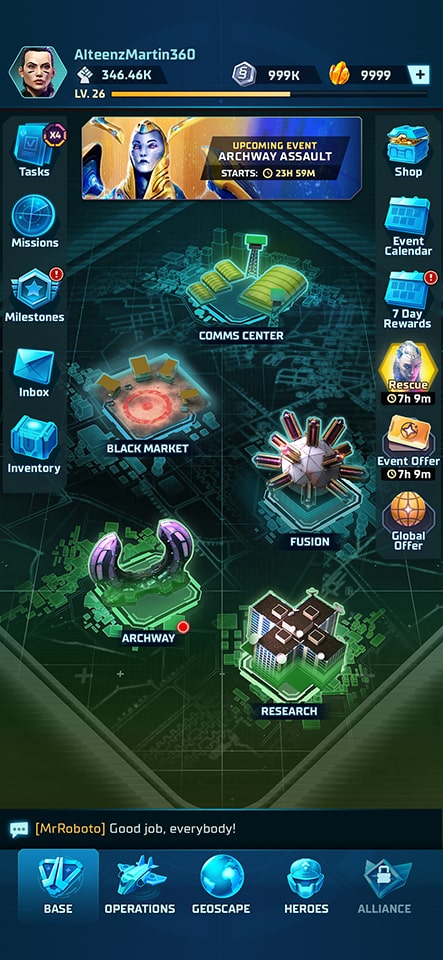 AlteenzMartin360
346.46K
999K
9999
LV. 26
X4
Tasks
Missions
Milestones
Inbox
Inventory
UPCOMING EVENT
ARCHWAY ASSAULT
STARTS: 23H 59M
Shop
Event
Calendar
7 Day
Rewards
Rescue
7h 9m
Event Offer
7h 9m
Global
Offer
COMMS CENTER
BLACK MARKET
FUSION
ARCHWAY
RESEARCH
[MrRoboto] Good job, everybody!
BASE
OPERATIONS
GEOSCAPE
HEROES
ALLIANCE